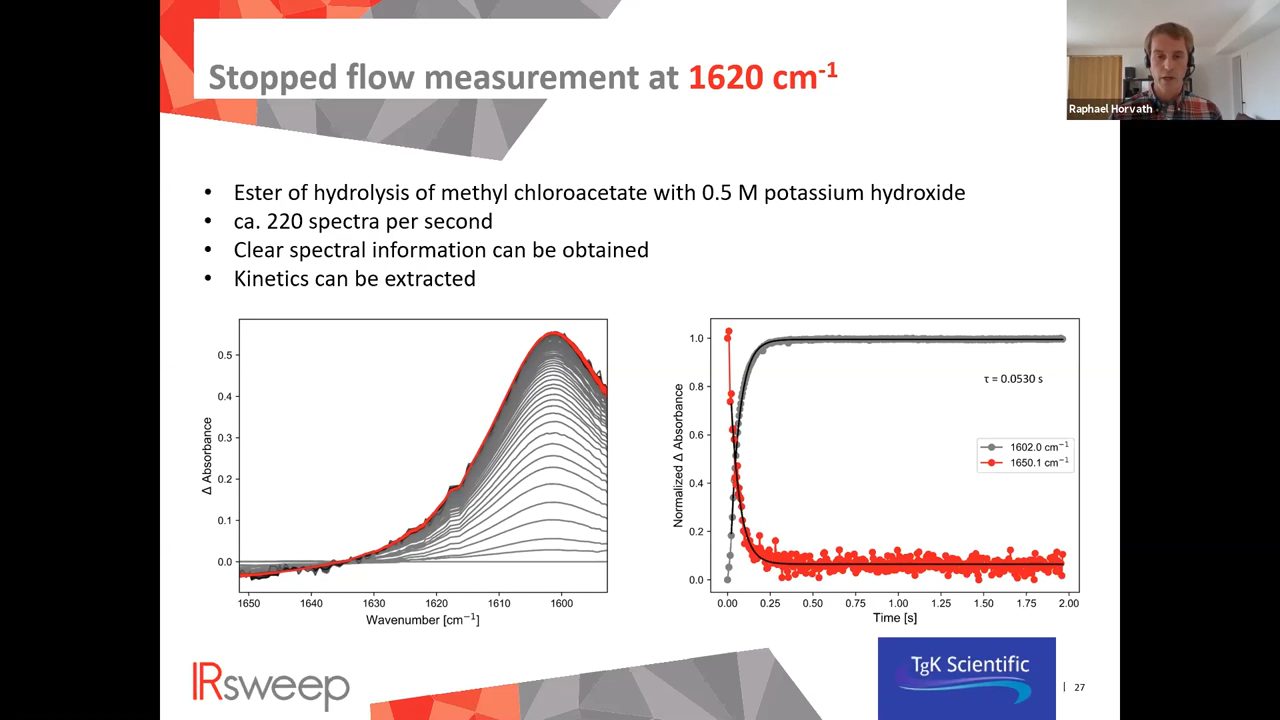 Stopped flow measurement at 1620 cm-1
Raphael Horvath
• Ester of hydrolysis of methyl chloroacetate with 0.5 M potassium hydroxide
• ca. 220 spectra per second
• Clear spectral information can be obtained
• Kinetics can be extracted
Δ Absorbance
0.5
0.4
0.3
0.2
0.1
0.0
1650 1640 1630 1620 1610 1600
Wavenumber [cm−1]
Normalized Δ Absorbance
1.0
0.8
0.6
0.4
0.2
0.0
τ = 0.0530 s
1602.0 cm−1
1650.1 cm−1
0.00 0.25 0.50 0.75 1.00 1.25 1.50 1.75 2.00
Time [s]
IRsweep
TgK Scientific
| 27